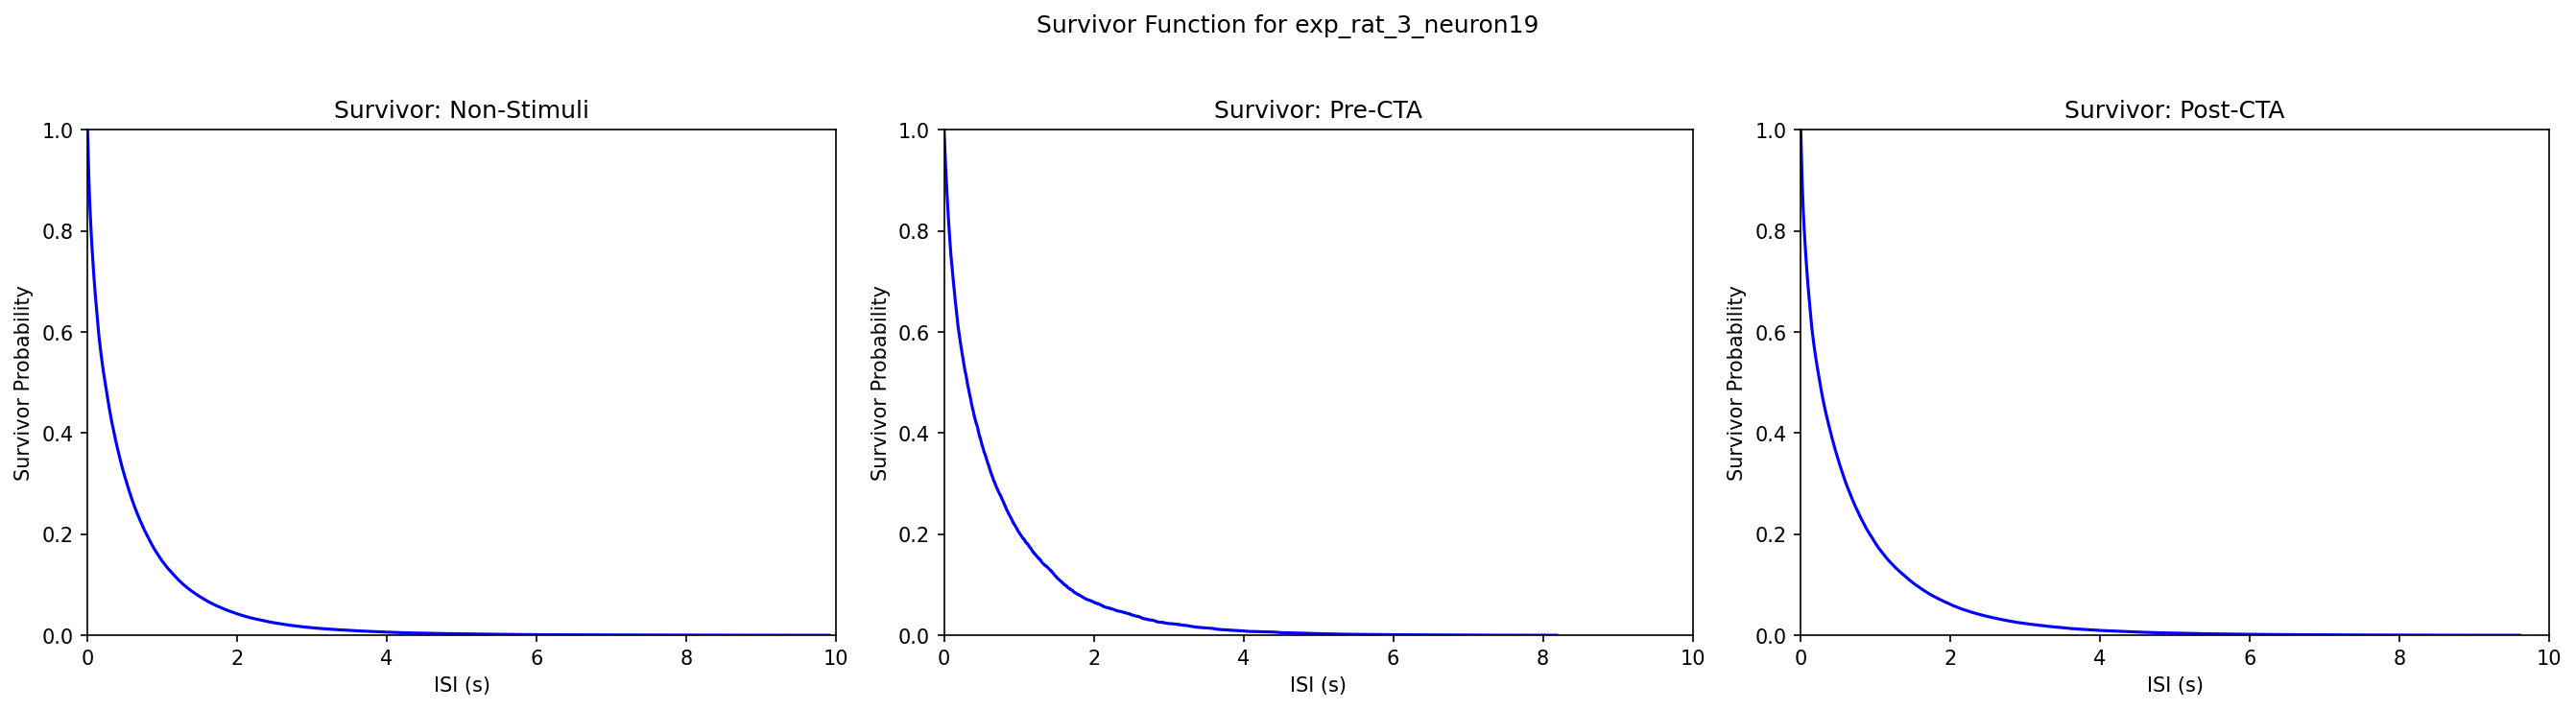 Survivor Function for exp_rat_3_neuron19
Survivor: Non-Stimuli
Survivor Probability
1.0
0.8
0.6
0.4
0.2
0.0
0 2 4 6 8 10
ISI (s)
Survivor: Pre-CTA
Survivor Probability
1.0
0.8
0.6
0.4
0.2
0.0
0 2 4 6 8 10
ISI (s)
Survivor: Post-CTA
Survivor Probability
1.0
0.8
0.6
0.4
0.2
0.0
0 2 4 6 8 10
ISI (s)